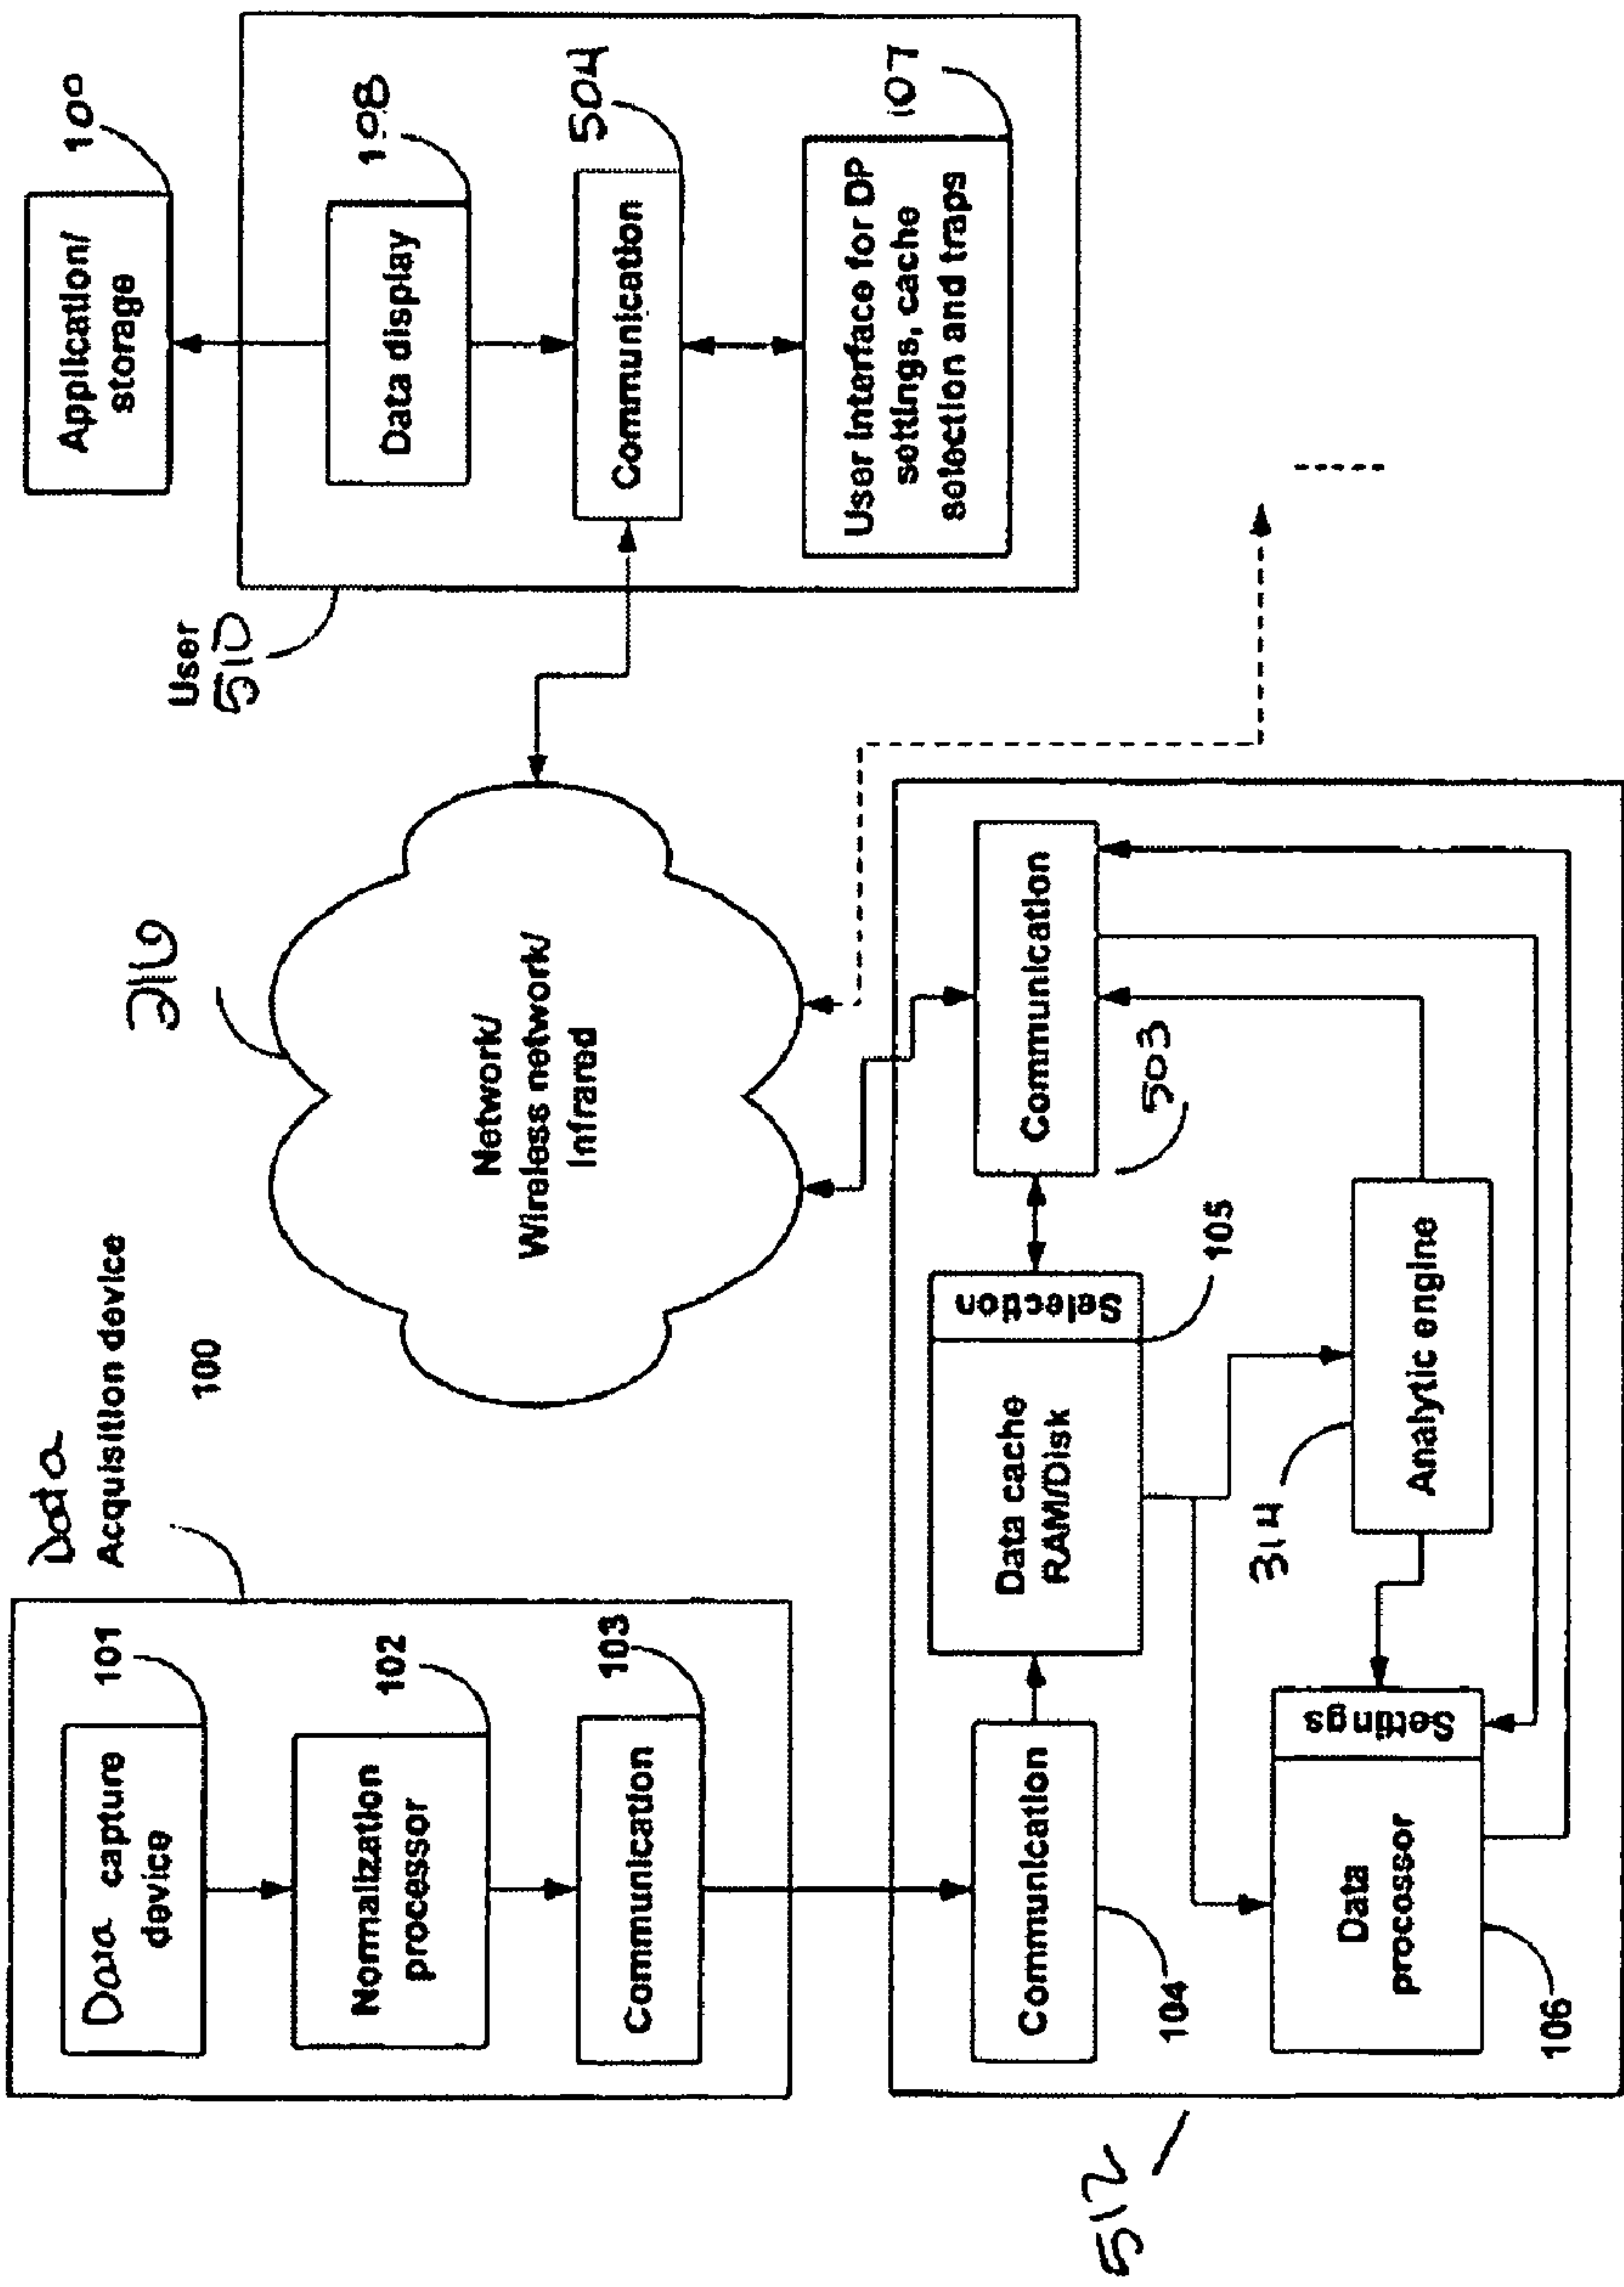 Data
Acquisition device
100
Data capture
device
101
Normalization
processor
102
Communication
103
316
Network/
Wireless network/
Infrared
User
510
Application/
storage
100
Data display
108
Communication
504
User Interface for DP
sottings, cache
selection and traps
107
512
Communication
104
Data cache
RAM/Disk
Selection
105
Communication
503
Data
procossor
Settings
106
314
Analytic engine